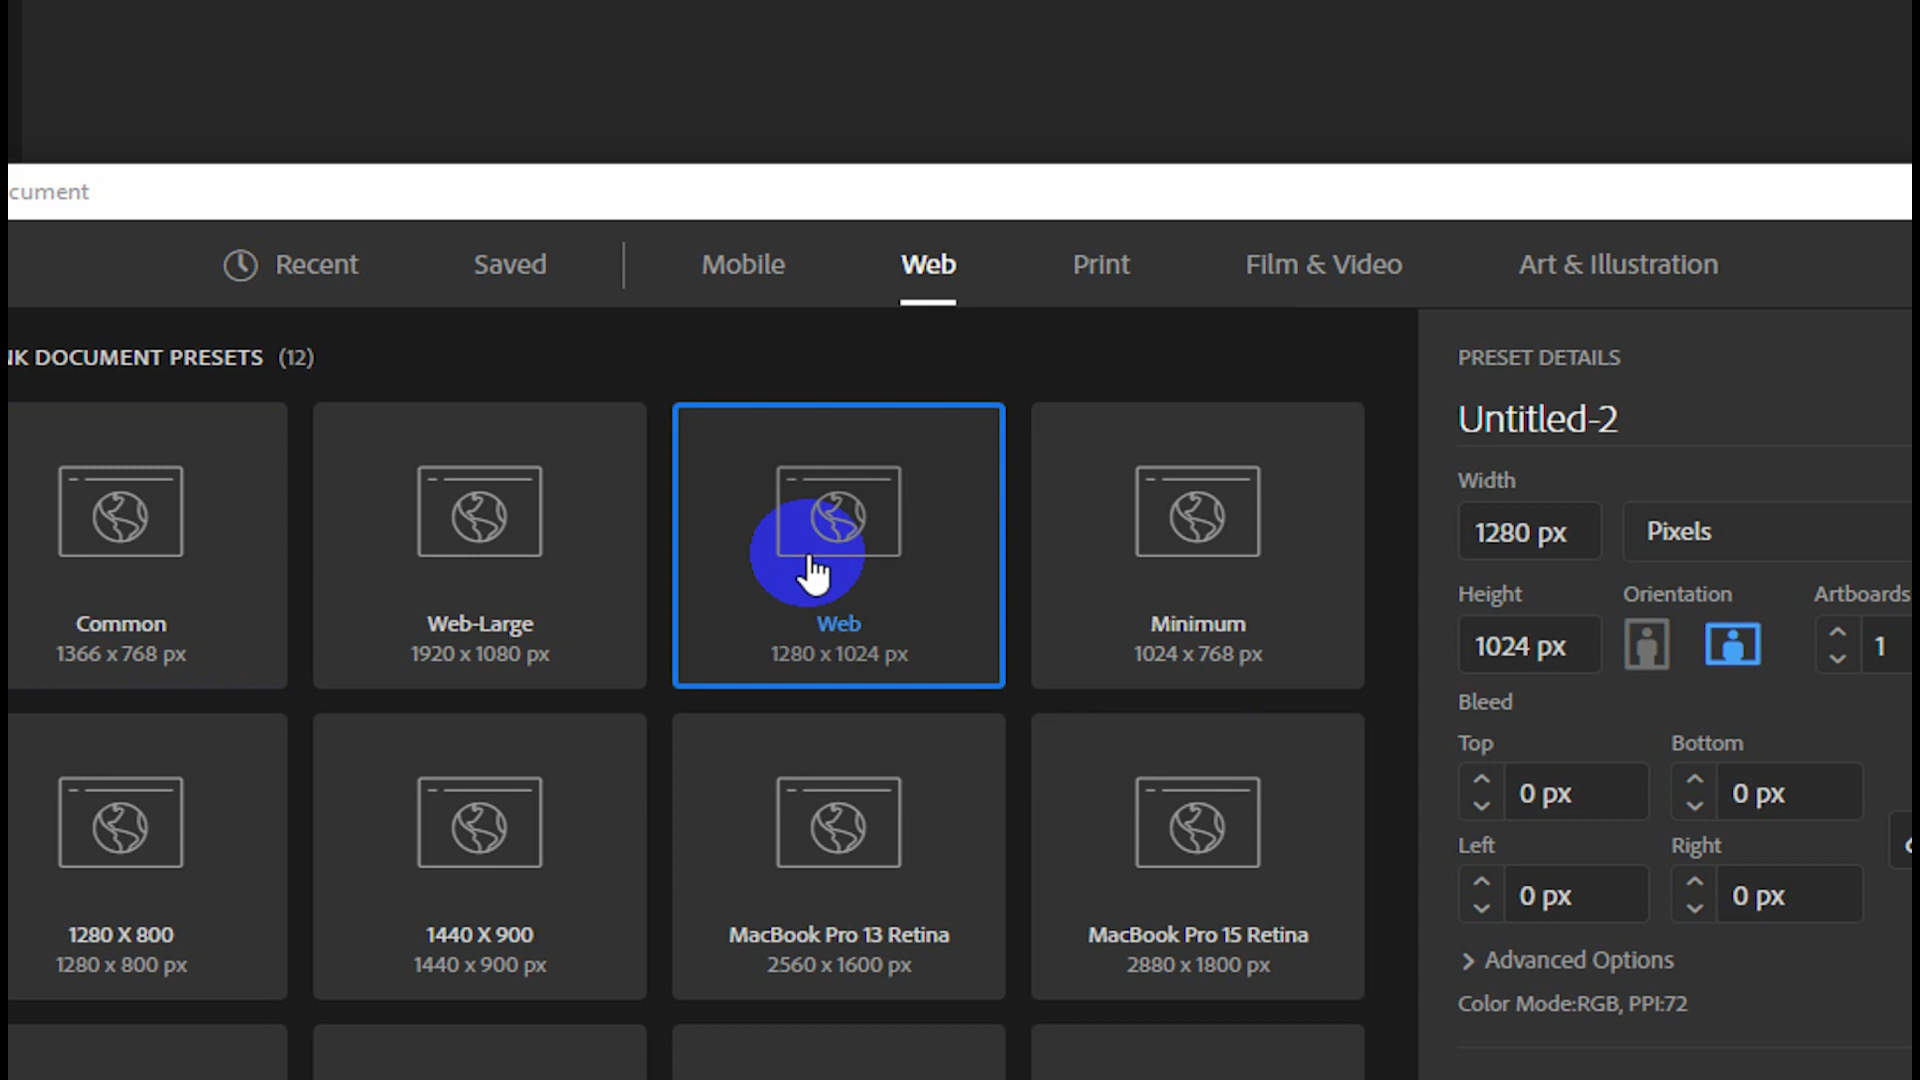 cument
Recent Saved Mobile Web Print Film & Video Art & Illustration
NK DOCUMENT PRESETS (12)
Common
1366 x 768 px
Web-Large
1920 x 1080 px
Web
1280 x 1024 px
Minimum
1024 x 768 px
1280 X 800
1280 x 800 px
1440 X 900
1440 x 900 px
MacBook Pro 13 Retina
2560 x 1600 px
MacBook Pro 15 Retina
2880 x 1800 px
PRESET DETAILS
Untitled-2
Width
1280 px Pixels
Height Orientation Artboards
1024 px 1
Bleed
Top Bottom
0 px 0 px
Left Right
0 px 0 px
> Advanced Options
Color Mode:RGB, PPI:72